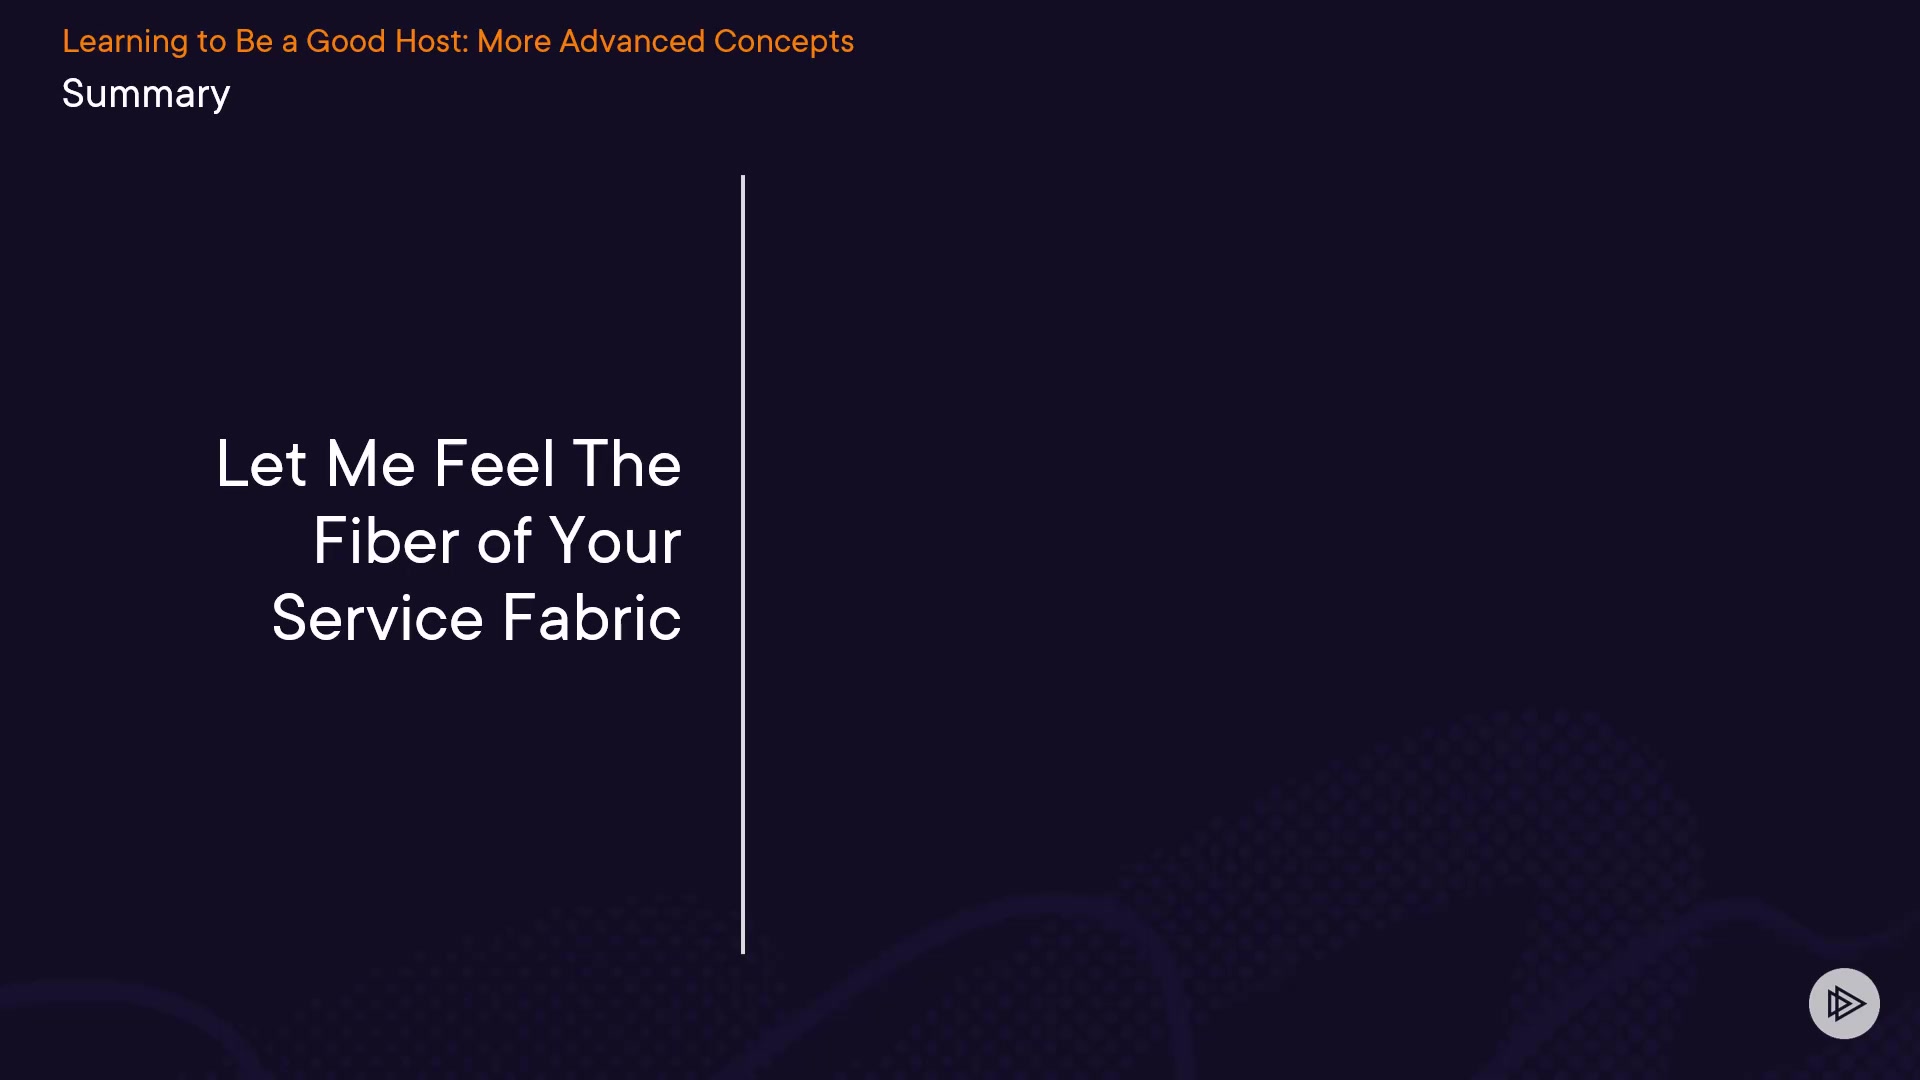 Learning to Be a Good Host: More Advanced Concepts
Summary
Let Me Feel The
Fiber of Your
Service Fabric